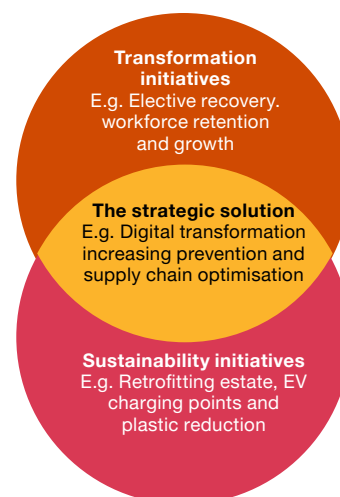 Transformation
initiatives
E.g. Elective recovery.
workforce retention
and growth
The strategic solution
E.g. Digital transformation
increasing prevention and
supply chain optimisation
Sustainability initiatives
E.g. Retrofitting estate, EV
charging points and
plastic reduction